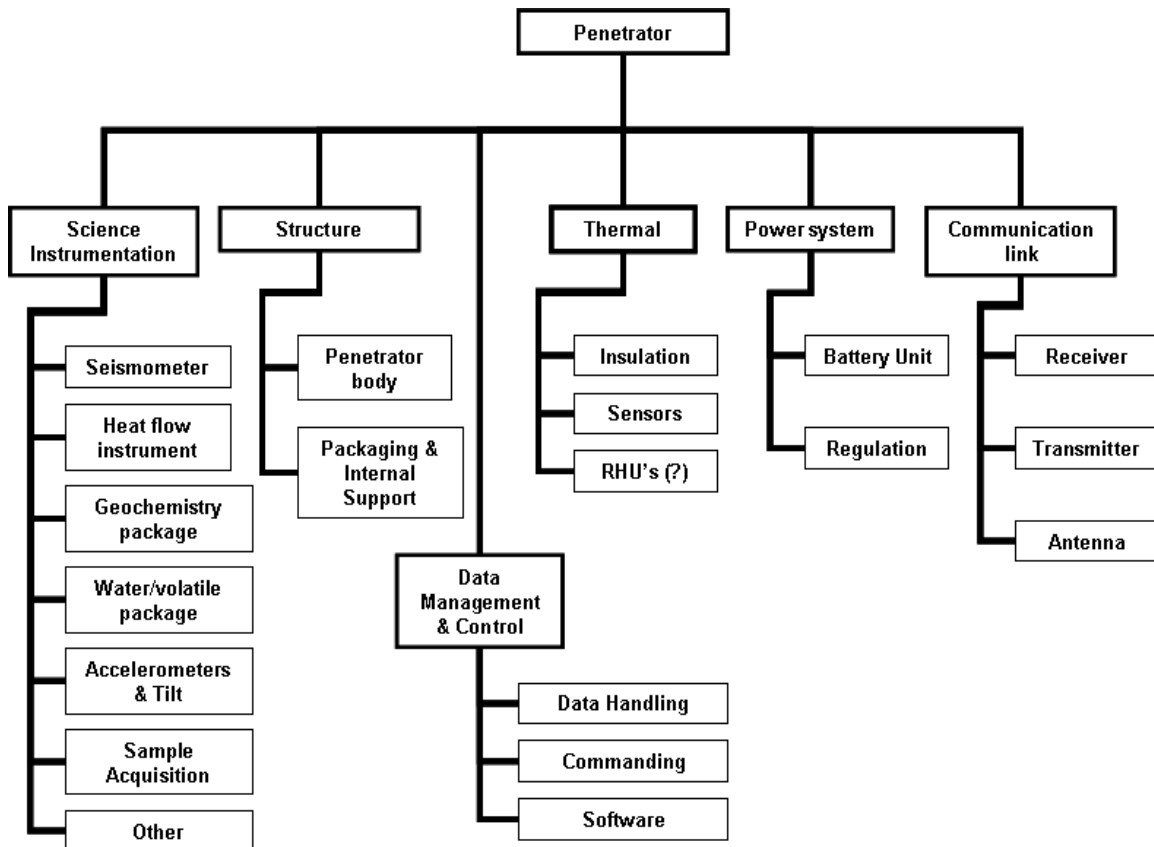 Penetrator
Science
Instrumentation
Structure
Thermal
Power system
Communication
link
Seismometer
Heat flow
instrument
Geochemistry
package
Water/volatile
package
Accelerometers
& Tilt
Sample
Acquisition
Other
Penetrator
body
Packaging &
Internal
Support
Data
Management
& Control
Data Handling
Commanding
Software
Insulation
Sensors
RHU's (?)
Battery Unit
Regulation
Receiver
Transmitter
Antenna